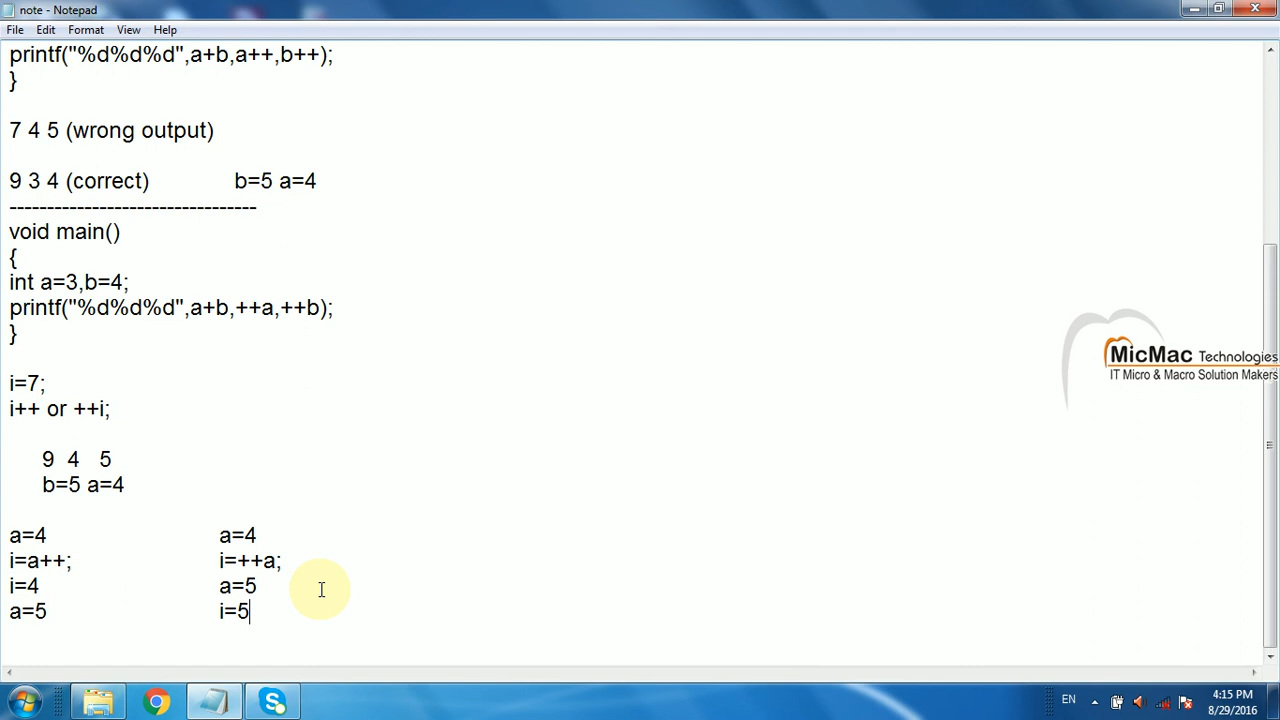 note - Notepad
File Edit Format View Help
printf("%d%d%d",a+b,a++,b++);
}
7 4 5 (wrong output)
9 3 4 (correct) b=5 a=4
---------------------------------
void main()
{
int a=3,b=4;
printf("%d%d%d",a+b,++a,++b);
}
i=7;
i++ or ++i;
9 4 5
b=5 a=4
a=4 a=4
i=a++; i=++a;
i=4 a=5
a=5 i=5
MicMac Technologies
IT Micro & Macro Solution Makers
EN 4:15 PM
8/29/2016